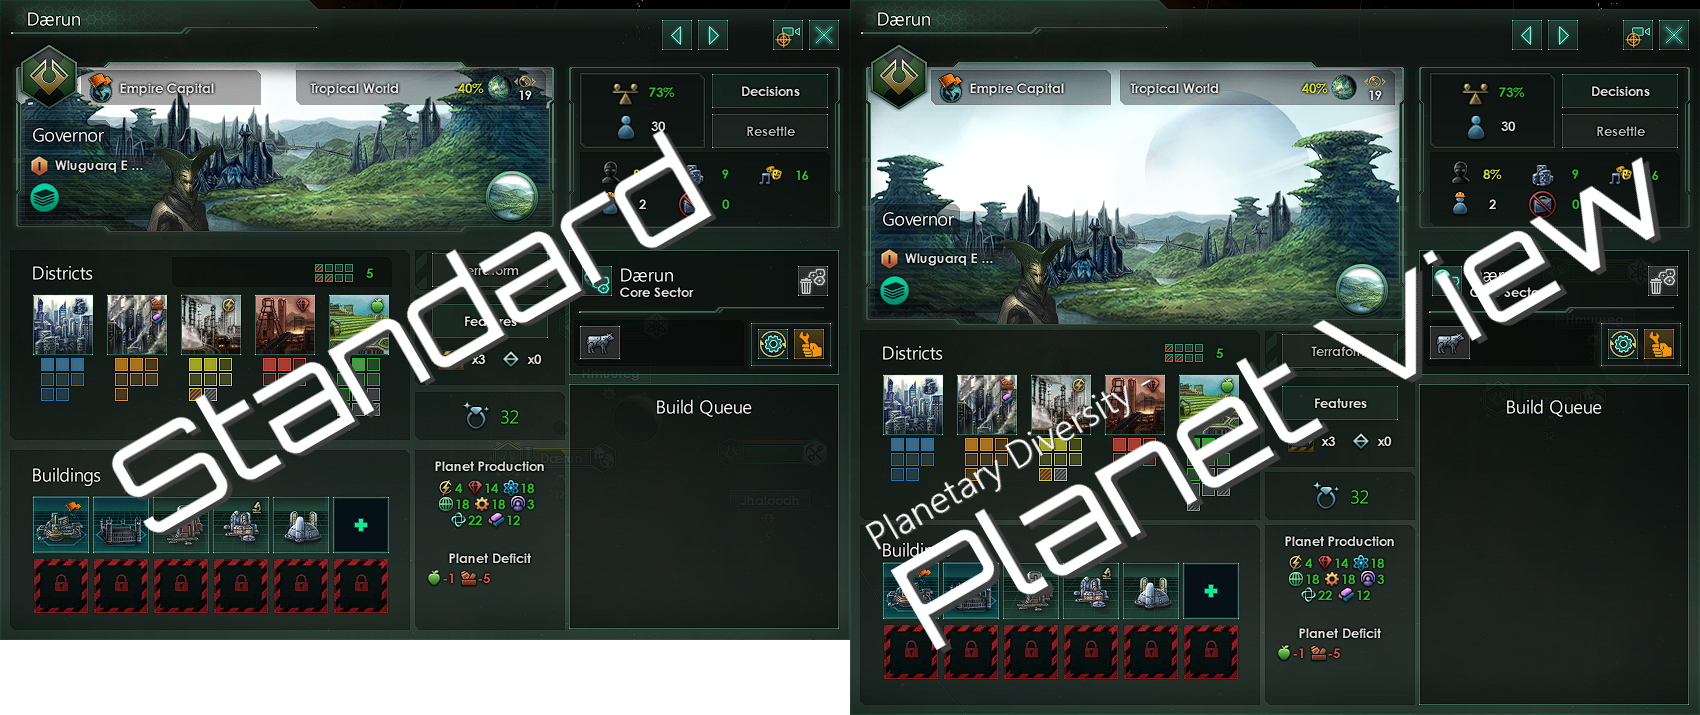 Dærun
Empire Capital
Tropical World
40%
19
Governor
Wluguarq E ...
73%
30
Decisions
Resettle
9
16
2
0
Districts
5
Features
x3
x0
32
Dærun
Core Sector
Build Queue
Buildings
Planet Production
4 14 18
18 18 3
22 12
Planet Deficit
-1 -5
Standard
Dærun
Empire Capital
Tropical World
40%
19
Governor
Wluguarq E ...
73%
30
Decisions
Resettle
8%
9
2
Districts
5
Features
x3
x0
32
Build Queue
Planet Production
4 14 18
18 18 3
22 12
Planet Deficit
-1 -5
Planetary Diversity -
Planet View